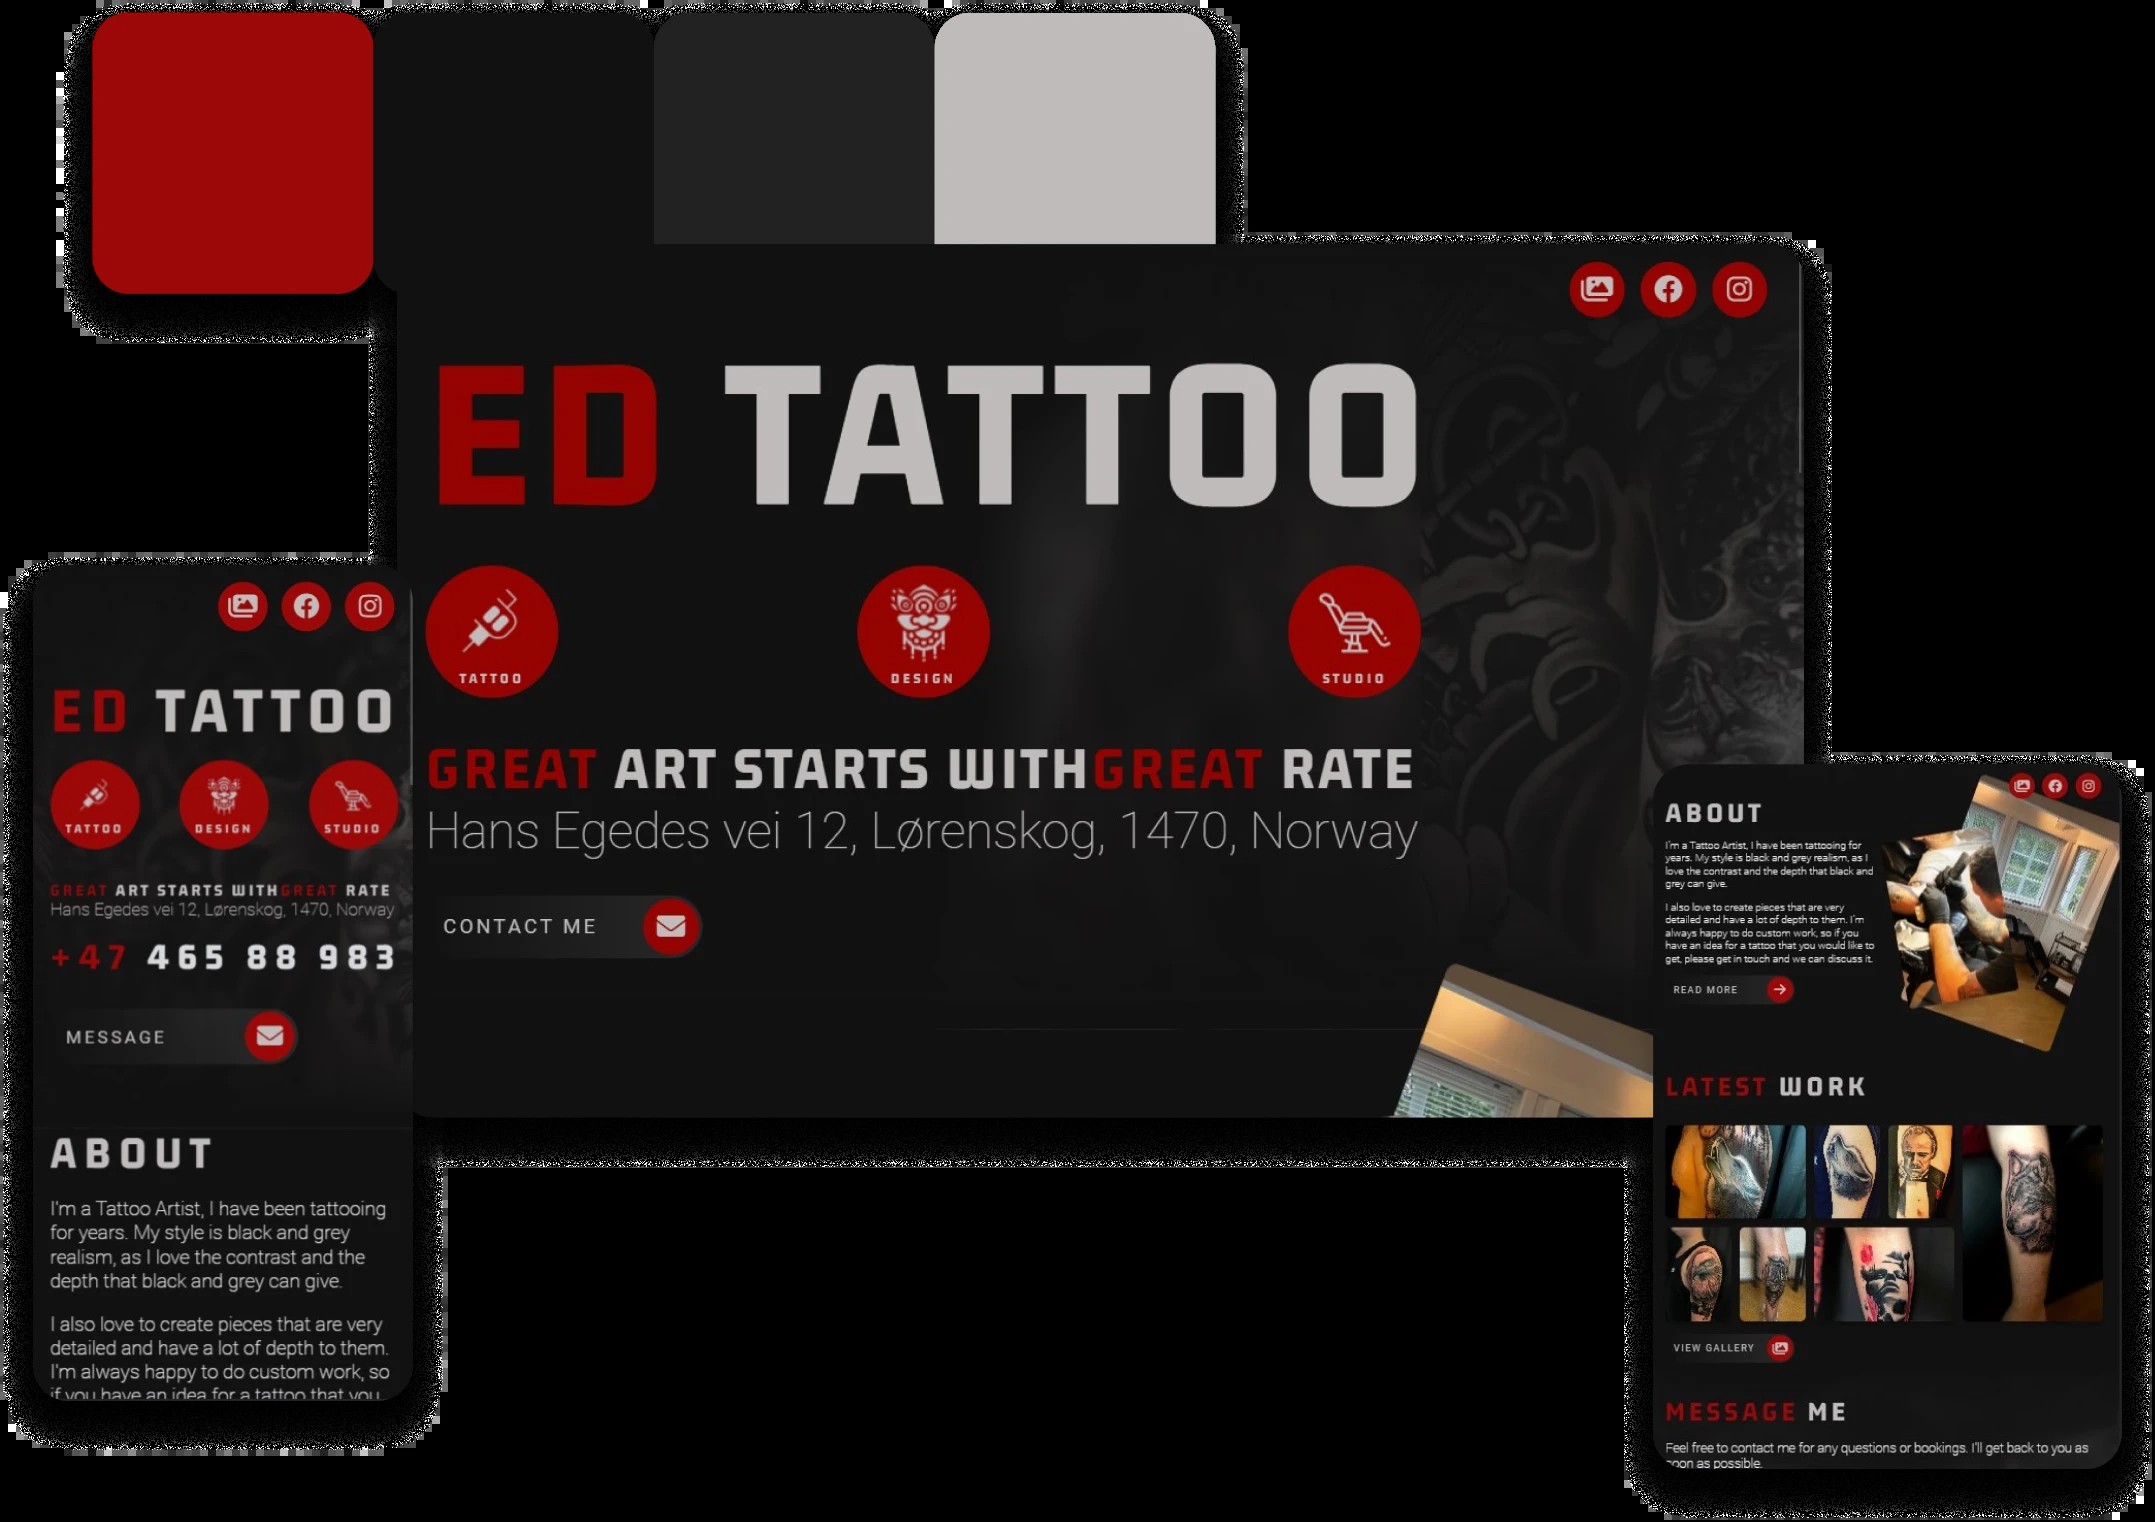 ED TATTOO
TATTOO
DESIGN
STUDIO
GREAT ART STARTS WITHGREAT RATE
Hans Egedes vei 12, Lørenskog, 1470, Norway
CONTACT ME
ED TATTOO
TATTOO
DESIGN
STUDIO
GREAT ART STARTS WITHGREAT RATE
Hans Egedes vei 12, Lørenskog, 1470, Norway
+47 465 88 983
MESSAGE
ABOUT
I'm a Tattoo Artist, I have been tattooing
for years. My style is black and grey
realism, as I love the contrast and the
depth that black and grey can give.
I also love to create pieces that are very
detailed and have a lot of depth to them.
I'm always happy to do custom work, so
if you have an idea for a tattoo that you
ABOUT
I'm a Tattoo Artist, I have been tattooing for
years. My style is black and grey realism, as I
love the contrast and the depth that black and
grey can give.
I also love to create pieces that are very
detailed and have a lot of depth to them. I'm
always happy to do custom work, so if you
have an idea for a tattoo that you would like to
get, please get in touch and we can discuss it.
READ MORE
LATEST WORK
VIEW GALLERY
MESSAGE ME
Feel free to contact me for any questions or bookings. I'll get back to you as
soon as possible.